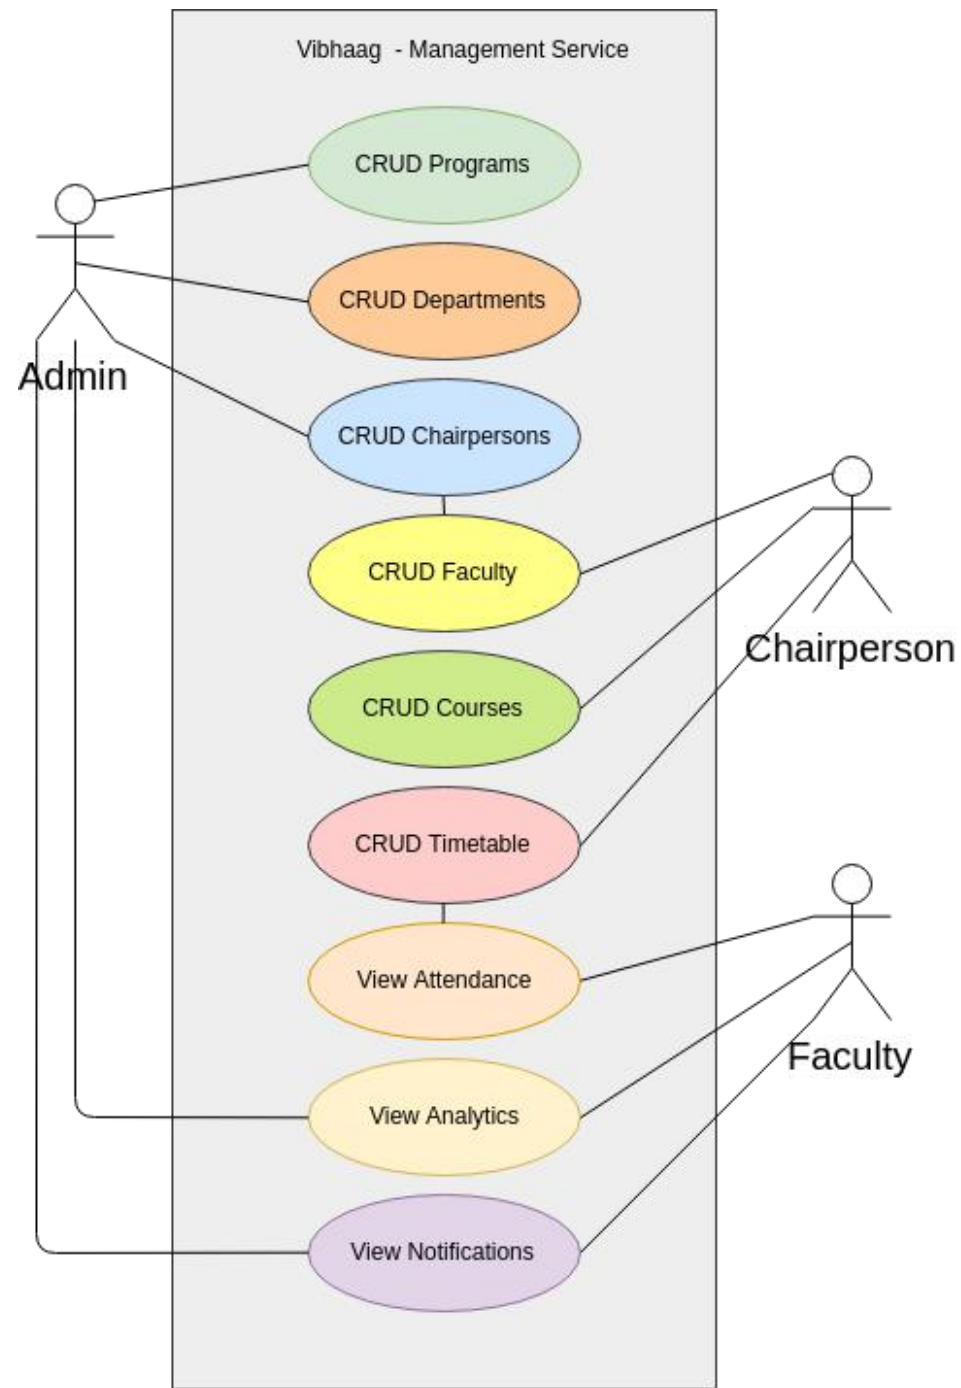 Vibhaag  - Management Service
CRUD Programs
CRUD Departments
Admin
CRUD Chairpersons
CRUD Faculty
Chairperson
CRUD Courses
CRUD Timetable
View Attendance
Faculty
View Analytics
View Notifications